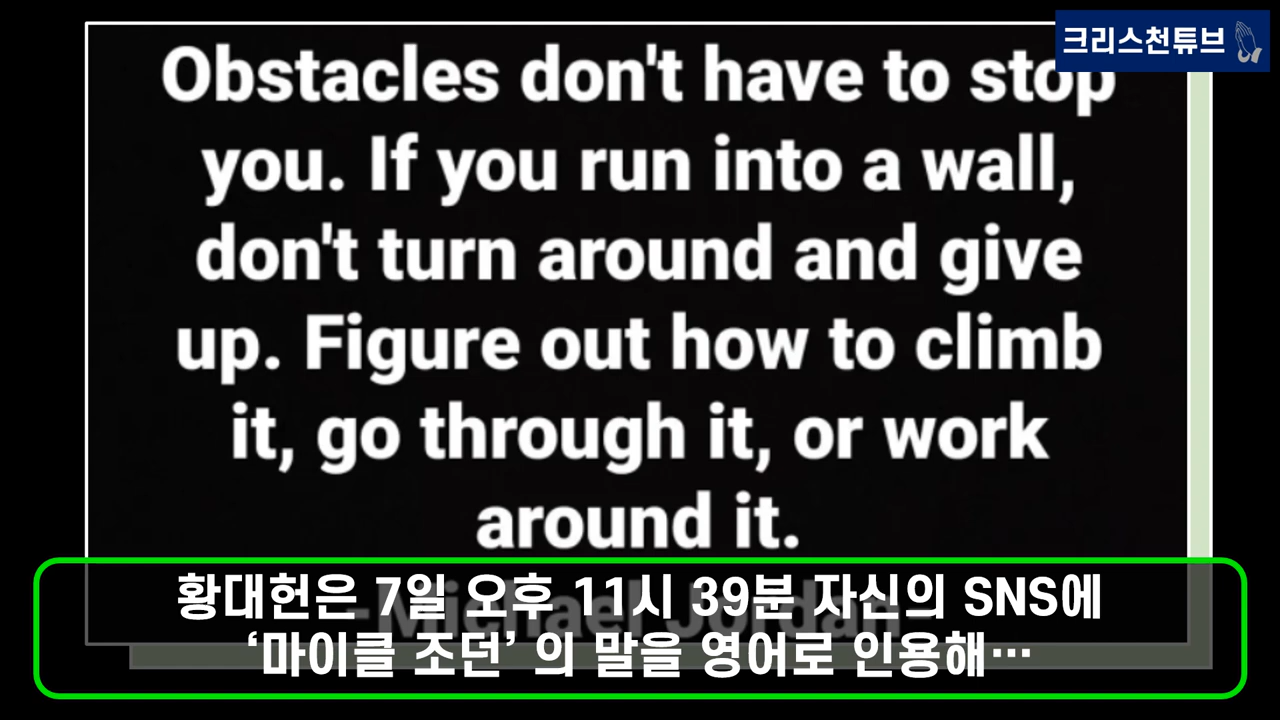 크리스천튜브
Obstacles don't have to stop
you. If you run into a wall,
don't turn around and give
up. Figure out how to climb
it, go through it, or work
around it.
-Michael Jordan-
황대헌은 7일 오후 11시 39분 자신의 SNS에
‘마이클 조던’ 의 말을 영어로 인용해…